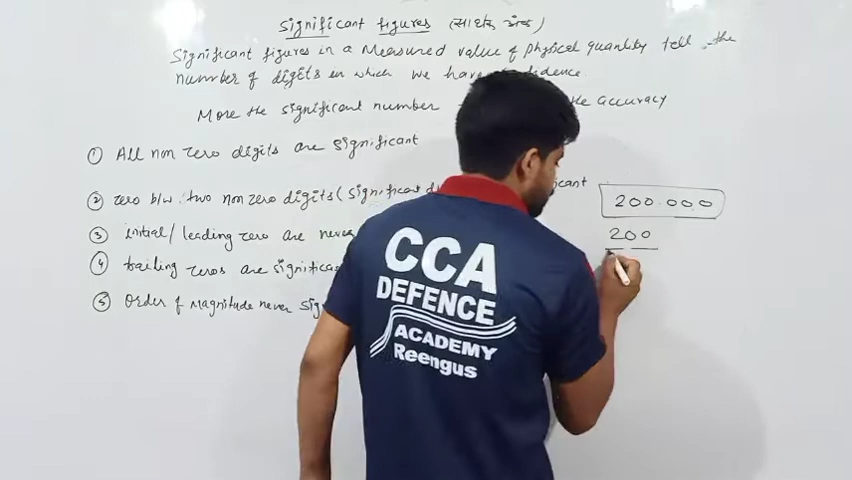 Significant figures (सार्थक अंक)
Significant figures in a Measured value of physical quantity tell the
number of digits in which we have
More the significant number the accuracy
① All non zero digits are significant
② zero b/w two non zero digits (
③ initial/leading zero are never
④ trailing zeros are
⑤ Order of magnitude never
200.000
200
CCA
DEFENCE
ACADEMY
Reengus